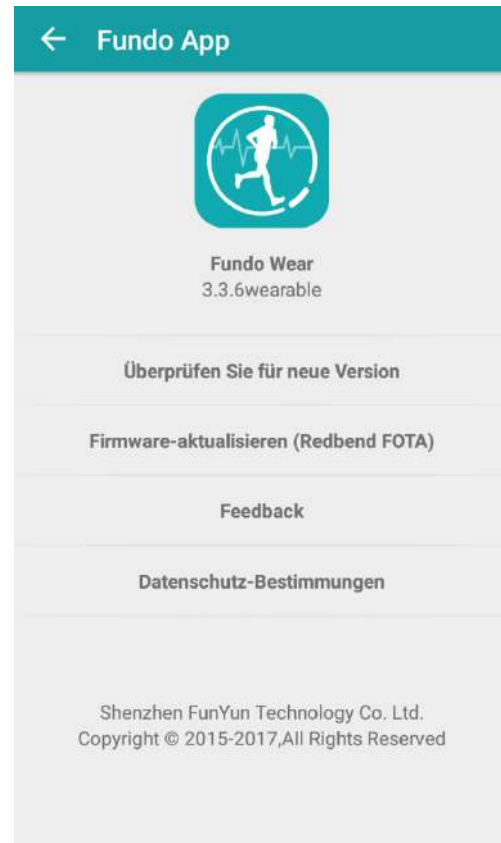 Fundo App
Fundo Wear
3.3.6wearable
Überprüfen Sie für neue Version
Firmware-aktualisieren (Redbend FOTA)
Feedback
Datenschutz-Bestimmungen
Shenzhen FunYun Technology Co. Ltd.
Copyright © 2015-2017,All Rights Reserved